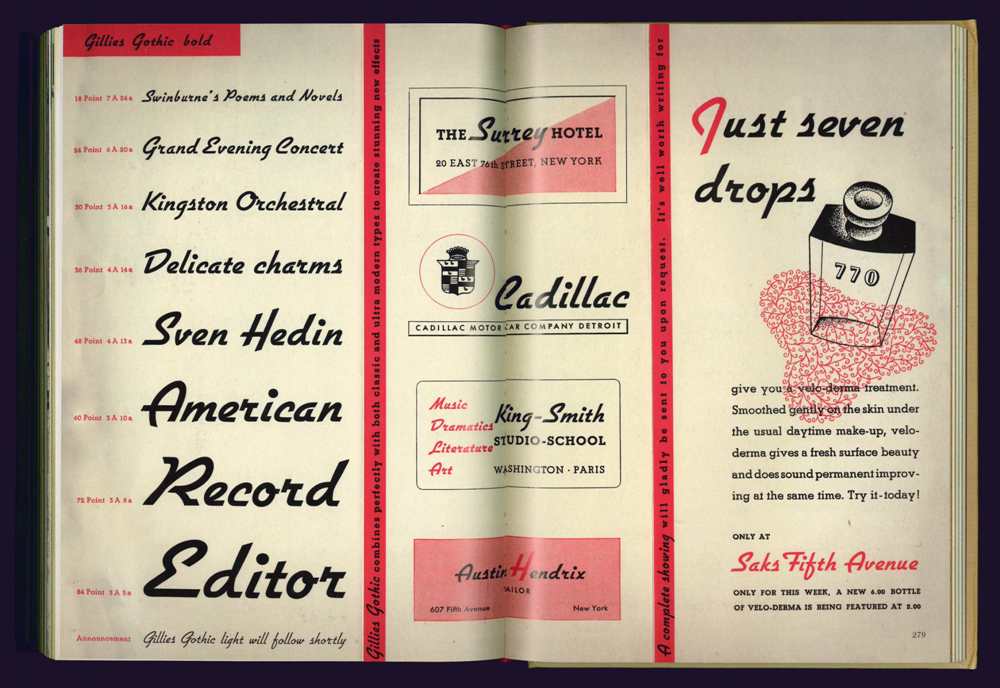 Gillies Gothic bold
18 Point 7 A 24 a Swinburne's Poems and Novels
24 Point 6 A 20 a Grand Evening Concert
30 Point 5 A 16 a Kingston Orchestral
36 Point 4 A 14 a Delicate charms
48 Point 4 A 13 a Sven Hedin
60 Point 3 A 10 a American
72 Point 3 A 8 a Record
84 Point 3 A 5 a Editor
Announcement Gillies Gothic light will follow shortly
Gillies Gothic combines perfectly with both classic and ultra modern types to create stunning new effects
THE Surrey HOTEL
20 EAST 76th STREET, NEW YORK
Cadillac
CADILLAC MOTOR CAR COMPANY DETROIT
Music
Dramatics
Literature
Art
King-Smith
STUDIO-SCHOOL
WASHINGTON · PARIS
Austin Hendrix
TAILOR
607 Fifth Avenue New York
A complete showing will gladly be sent to you upon request. It's well worth writing for
Just seven
drops
770
give you a velo-derma treatment.
Smoothed gently on the skin under
the usual daytime make-up, velo-
derma gives a fresh surface beauty
and does sound permanent improv-
ing at the same time. Try it-today!
ONLY AT
Saks Fifth Avenue
ONLY FOR THIS WEEK, A NEW 6.00 BOTTLE
OF VELO-DERMA IS BEING FEATURED AT 2.00
279